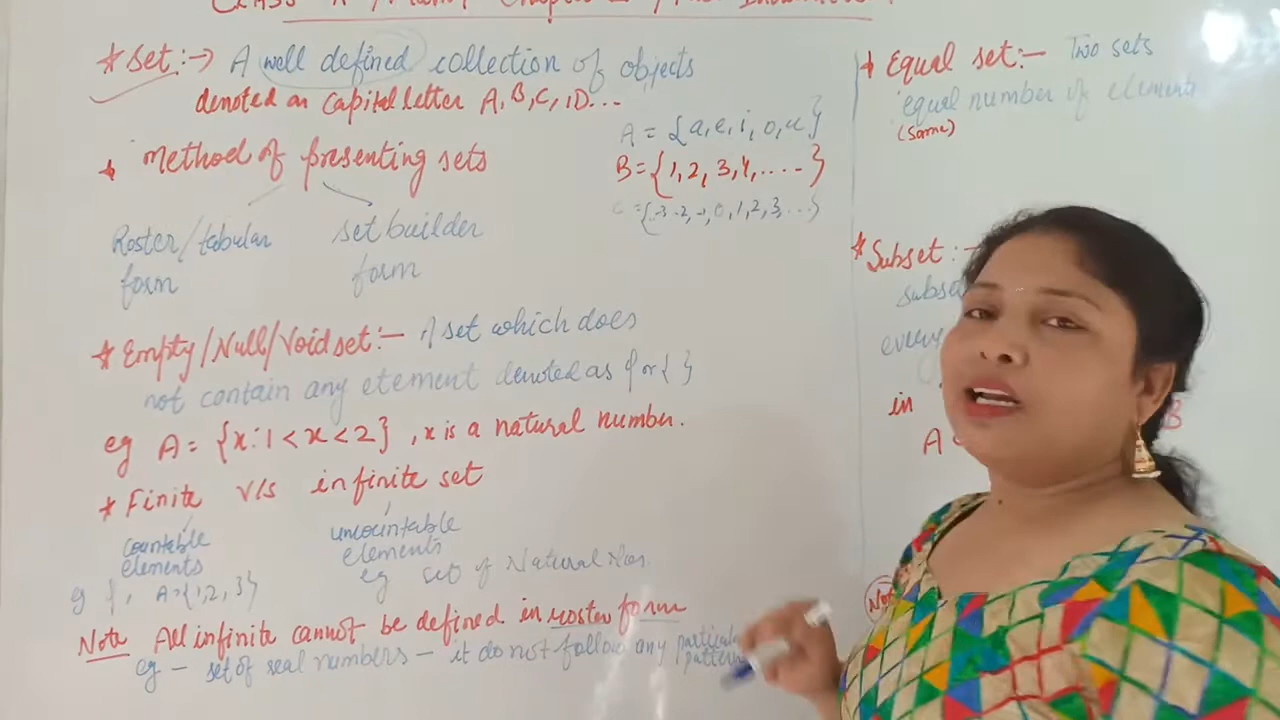 * Set :→ A well defined collection of objects
denoted an capital letter A, B, C, D...
A = {a, e, i, o, u}
* method of presenting sets
B = {1, 2, 3, 4, ....}
C = {..-3 -2, -1, 0, 1, 2, 3, ...}
Roster/tabular form
set builder form
* Empty/Null/Void set :- A set which does
not contain any element denoted as ϕ or { }
eg A = {x : 1 < x < 2} , x is a natural number.
* Finite v/s infinite set
countable elements
uncountable elements
eg set of Natural Nos.
eg ϕ, A={1,2,3}
Note All infinite cannot be defined in roster form
eg – set of real numbers – it do not follow any particular pattern
* Equal set :- Two sets
equal number of elements
(same)
* Subset :-
every
in
B
A
Not